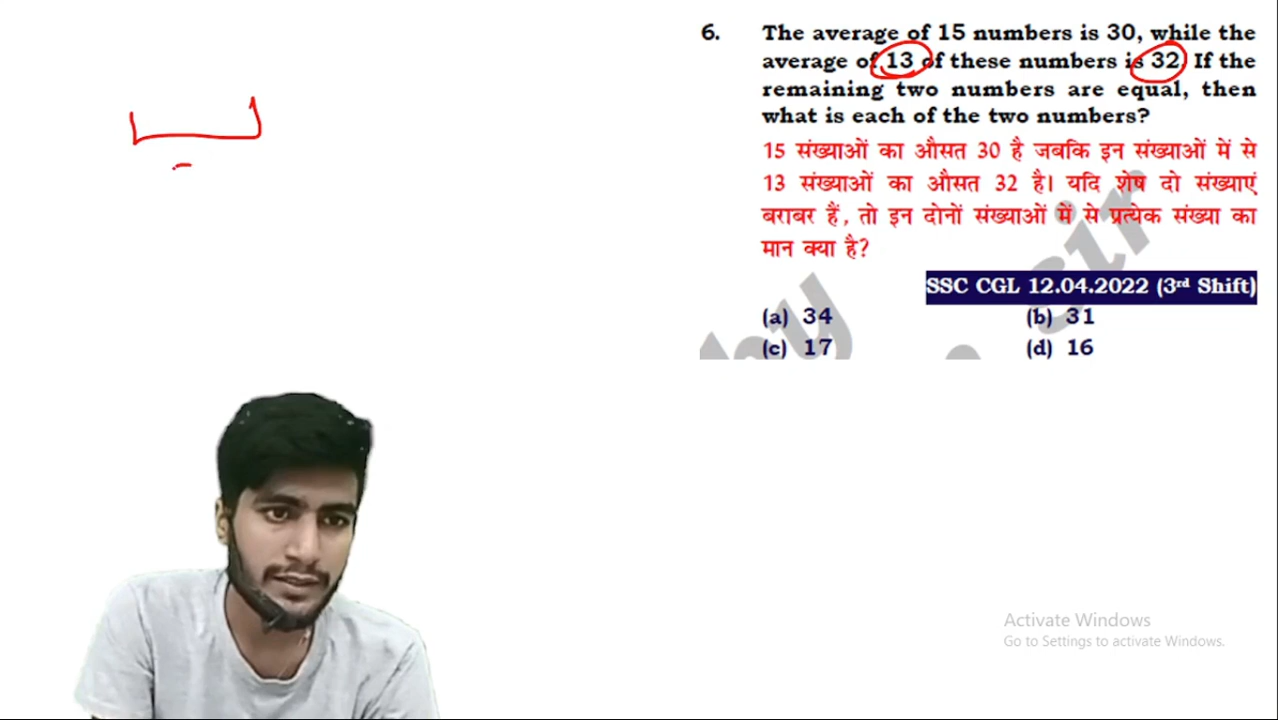 6. The average of 15 numbers is 30, while the
average of 13 of these numbers is 32. If the
remaining two numbers are equal, then
what is each of the two numbers?
15 संख्याओं का औसत 30 है जबकि इन संख्याओं में से
13 संख्याओं का औसत 32 है। यदि शेष दो संख्याएं
बराबर हैं, तो इन दोनों संख्याओं में से प्रत्येक संख्या का
मान क्या है?
SSC CGL 12.04.2022 (3rd Shift)
(a) 34 (b) 31
(c) 17 (d) 16
by
sir
Activate Windows
Go to Settings to activate Windows.